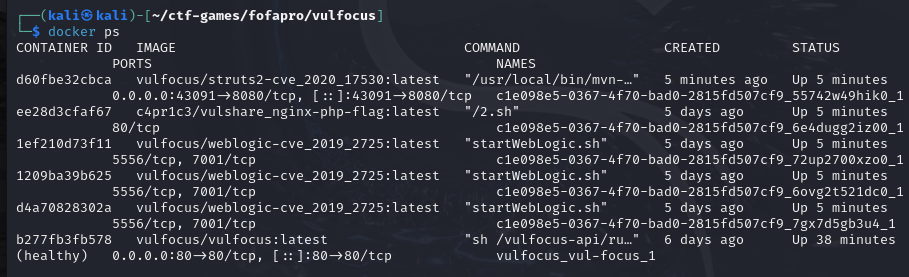 ┌──(kali㉿kali)-[~/ctf-games/fofapro/vulfocus]
└─$ docker ps
CONTAINER ID   IMAGE                                    COMMAND                  CREATED         STATUS
            PORTS                                           NAMES
d60fbe32cbca   vulfocus/struts2-cve_2020_17530:latest   "/usr/local/bin/mvn-…"   5 minutes ago   Up 5 minutes
            0.0.0.0:43091->8080/tcp, [::]:43091->8080/tcp   c1e098e5-0367-4f70-bad0-2815fd507cf9_55742w49hik0_1
ee28d3cfaf67   c4pr1c3/vulshare_nginx-php-flag:latest   "/2.sh"                  5 days ago      Up 5 minutes
            80/tcp                                          c1e098e5-0367-4f70-bad0-2815fd507cf9_6e4dugg2iz00_1
1ef210d73f11   vulfocus/weblogic-cve_2019_2725:latest   "startWebLogic.sh"       5 days ago      Up 5 minutes
            5556/tcp, 7001/tcp                              c1e098e5-0367-4f70-bad0-2815fd507cf9_72up2700xzo0_1
1209ba39b625   vulfocus/weblogic-cve_2019_2725:latest   "startWebLogic.sh"       5 days ago      Up 5 minutes
            5556/tcp, 7001/tcp                              c1e098e5-0367-4f70-bad0-2815fd507cf9_6ovg2t521dc0_1
d4a70828302a   vulfocus/weblogic-cve_2019_2725:latest   "startWebLogic.sh"       5 days ago      Up 5 minutes
            5556/tcp, 7001/tcp                              c1e098e5-0367-4f70-bad0-2815fd507cf9_7gx7d5gb3u4_1
b277fb3fb578   vulfocus/vulfocus:latest                 "sh /vulfocus-api/ru…"   6 days ago      Up 38 minutes
(healthy)   0.0.0.0:80->80/tcp, [::]:80->80/tcp             vulfocus_vul-focus_1